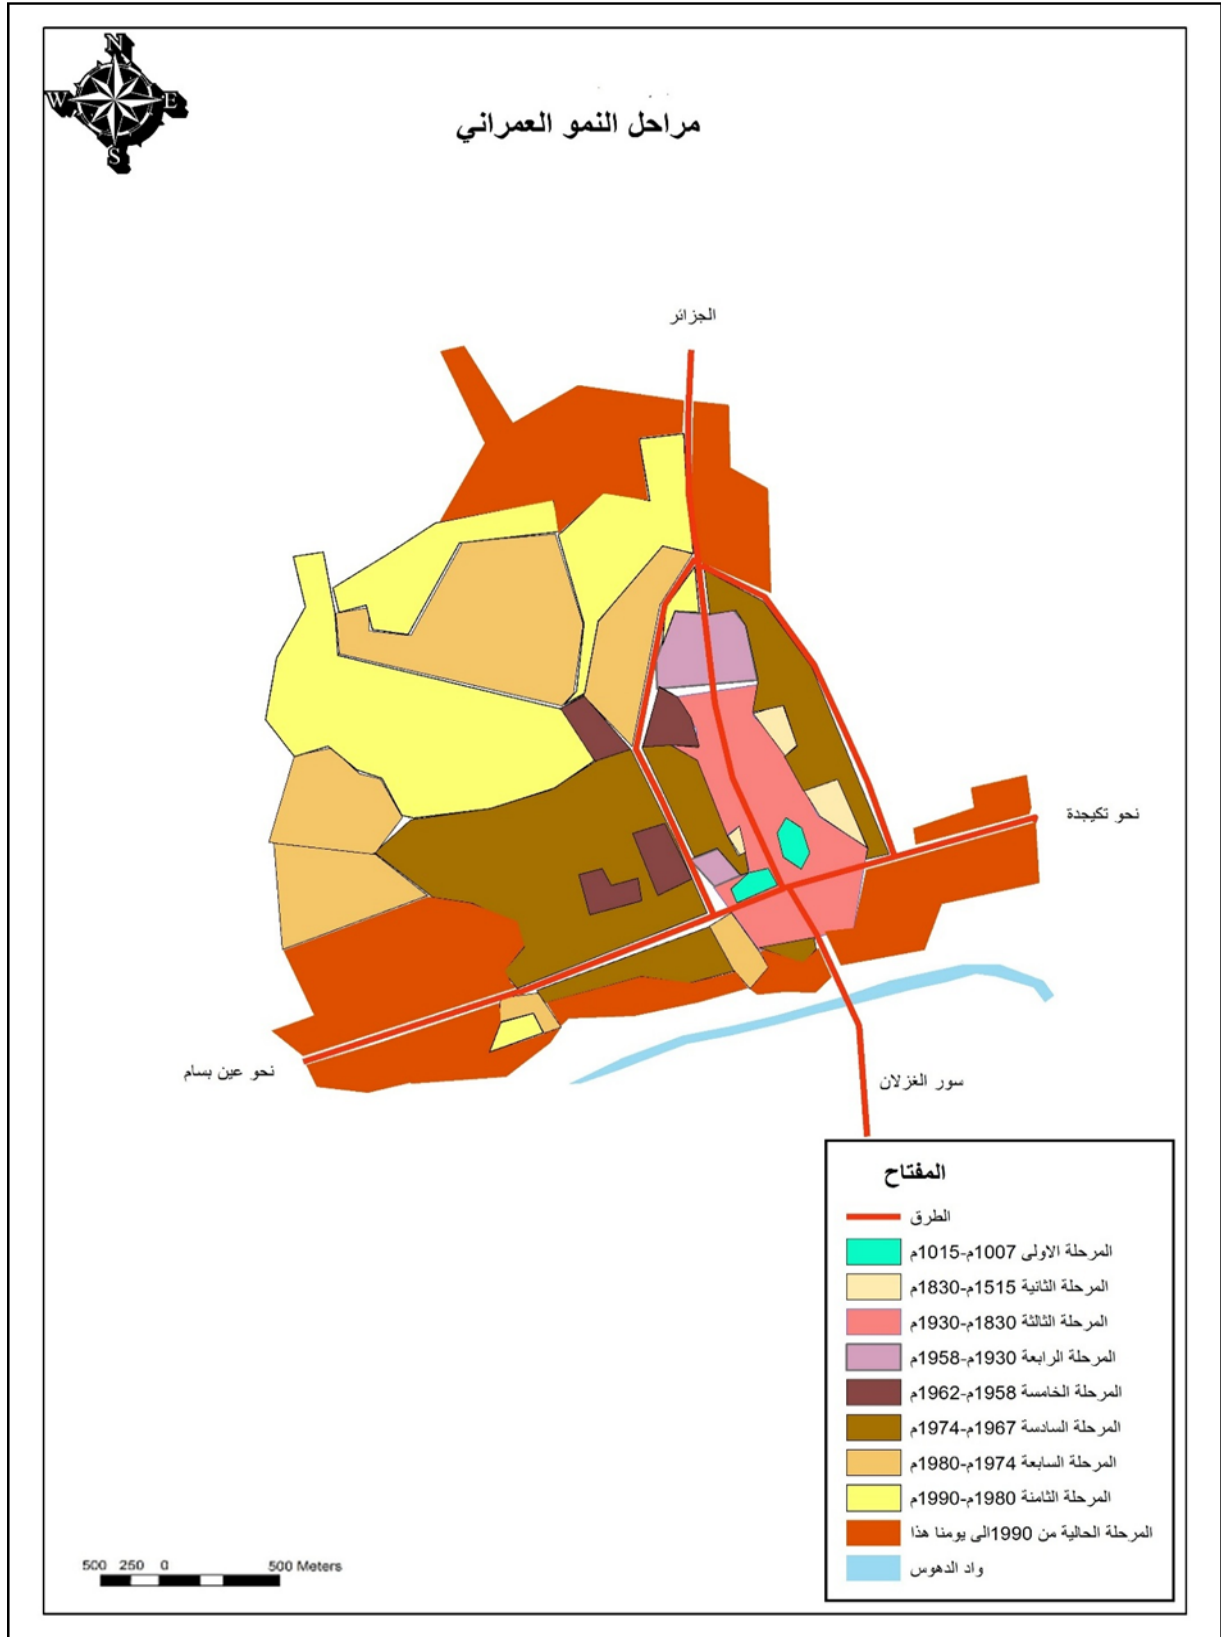 N
W E
S
مراحل النمو العمراني
الجزائر
نحو تكيجدة
نحو عين بسام
سور الغزلان
المفتاح
الطرق
المرحلة الاولى 1007م-1015م
المرحلة الثانية 1515م-1830م
المرحلة الثالثة 1830م-1930م
المرحلة الرابعة 1930م-1958م
المرحلة الخامسة 1958م-1962م
المرحلة السادسة 1967م-1974م
المرحلة السابعة 1974م-1980م
المرحلة الثامنة 1980م-1990م
المرحلة الحالية من 1990الى يومنا هذا
واد الدهوس
500 250 0 500 Meters